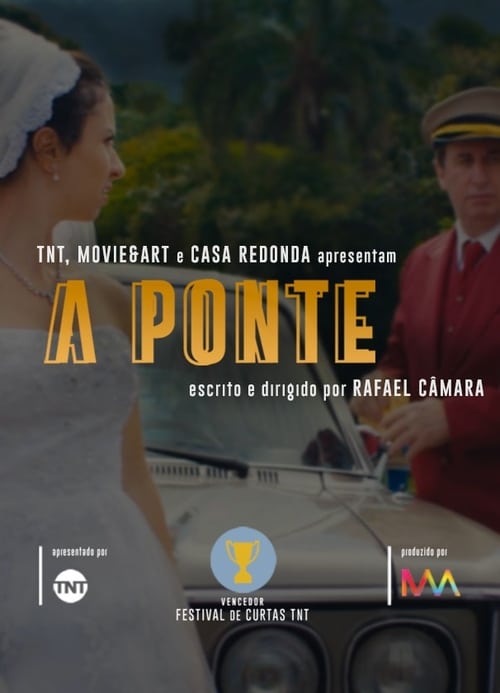 TNT, MOVIE&ART e CASA REDONDA apresentam
A PONTE
escrito e dirigido por RAFAEL CÂMARA
apresentado por
TNT
VENCEDOR
FESTIVAL DE CURTAS TNT
produzido por
MA